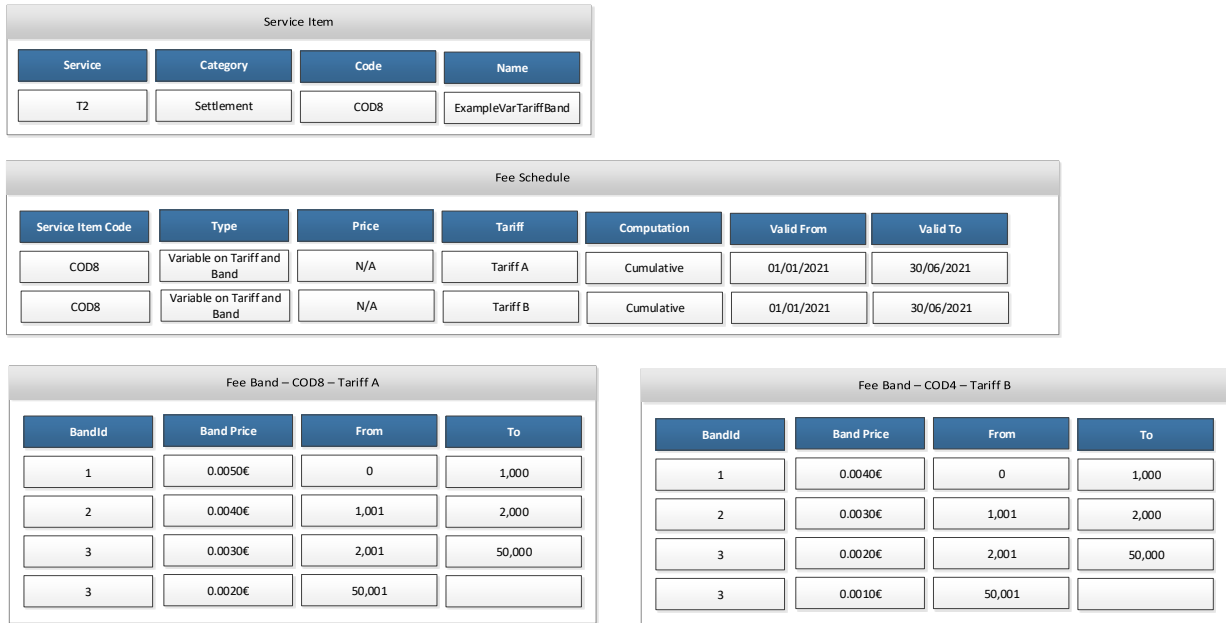 Service Item
Service Category Code Name
T2 Settlement COD8 ExampleVarTariffBand
Fee Schedule
Service Item Code Type Price Tariff Computation Valid From Valid To
COD8 Variable on Tariff and Band N/A Tariff A Cumulative 01/01/2021 30/06/2021
COD8 Variable on Tariff and Band N/A Tariff B Cumulative 01/01/2021 30/06/2021
Fee Band – COD8 – Tariff A
BandId Band Price From To
1 0.0050€ 0 1,000
2 0.0040€ 1,001 2,000
3 0.0030€ 2,001 50,000
3 0.0020€ 50,001
Fee Band – COD4 – Tariff B
BandId Band Price From To
1 0.0040€ 0 1,000
2 0.0030€ 1,001 2,000
3 0.0020€ 2,001 50,000
3 0.0010€ 50,001